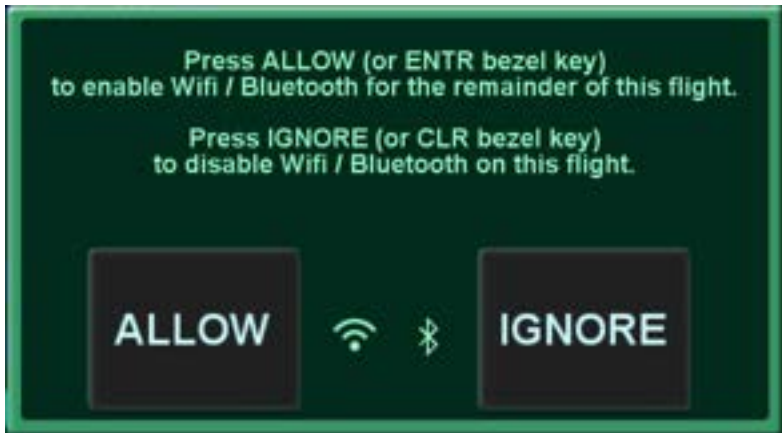 Press ALLOW (or ENTR bezel key)
to enable Wifi / Bluetooth for the remainder of this flight.
Press IGNORE (or CLR bezel key)
to disable Wifi / Bluetooth on this flight.
ALLOW
IGNORE